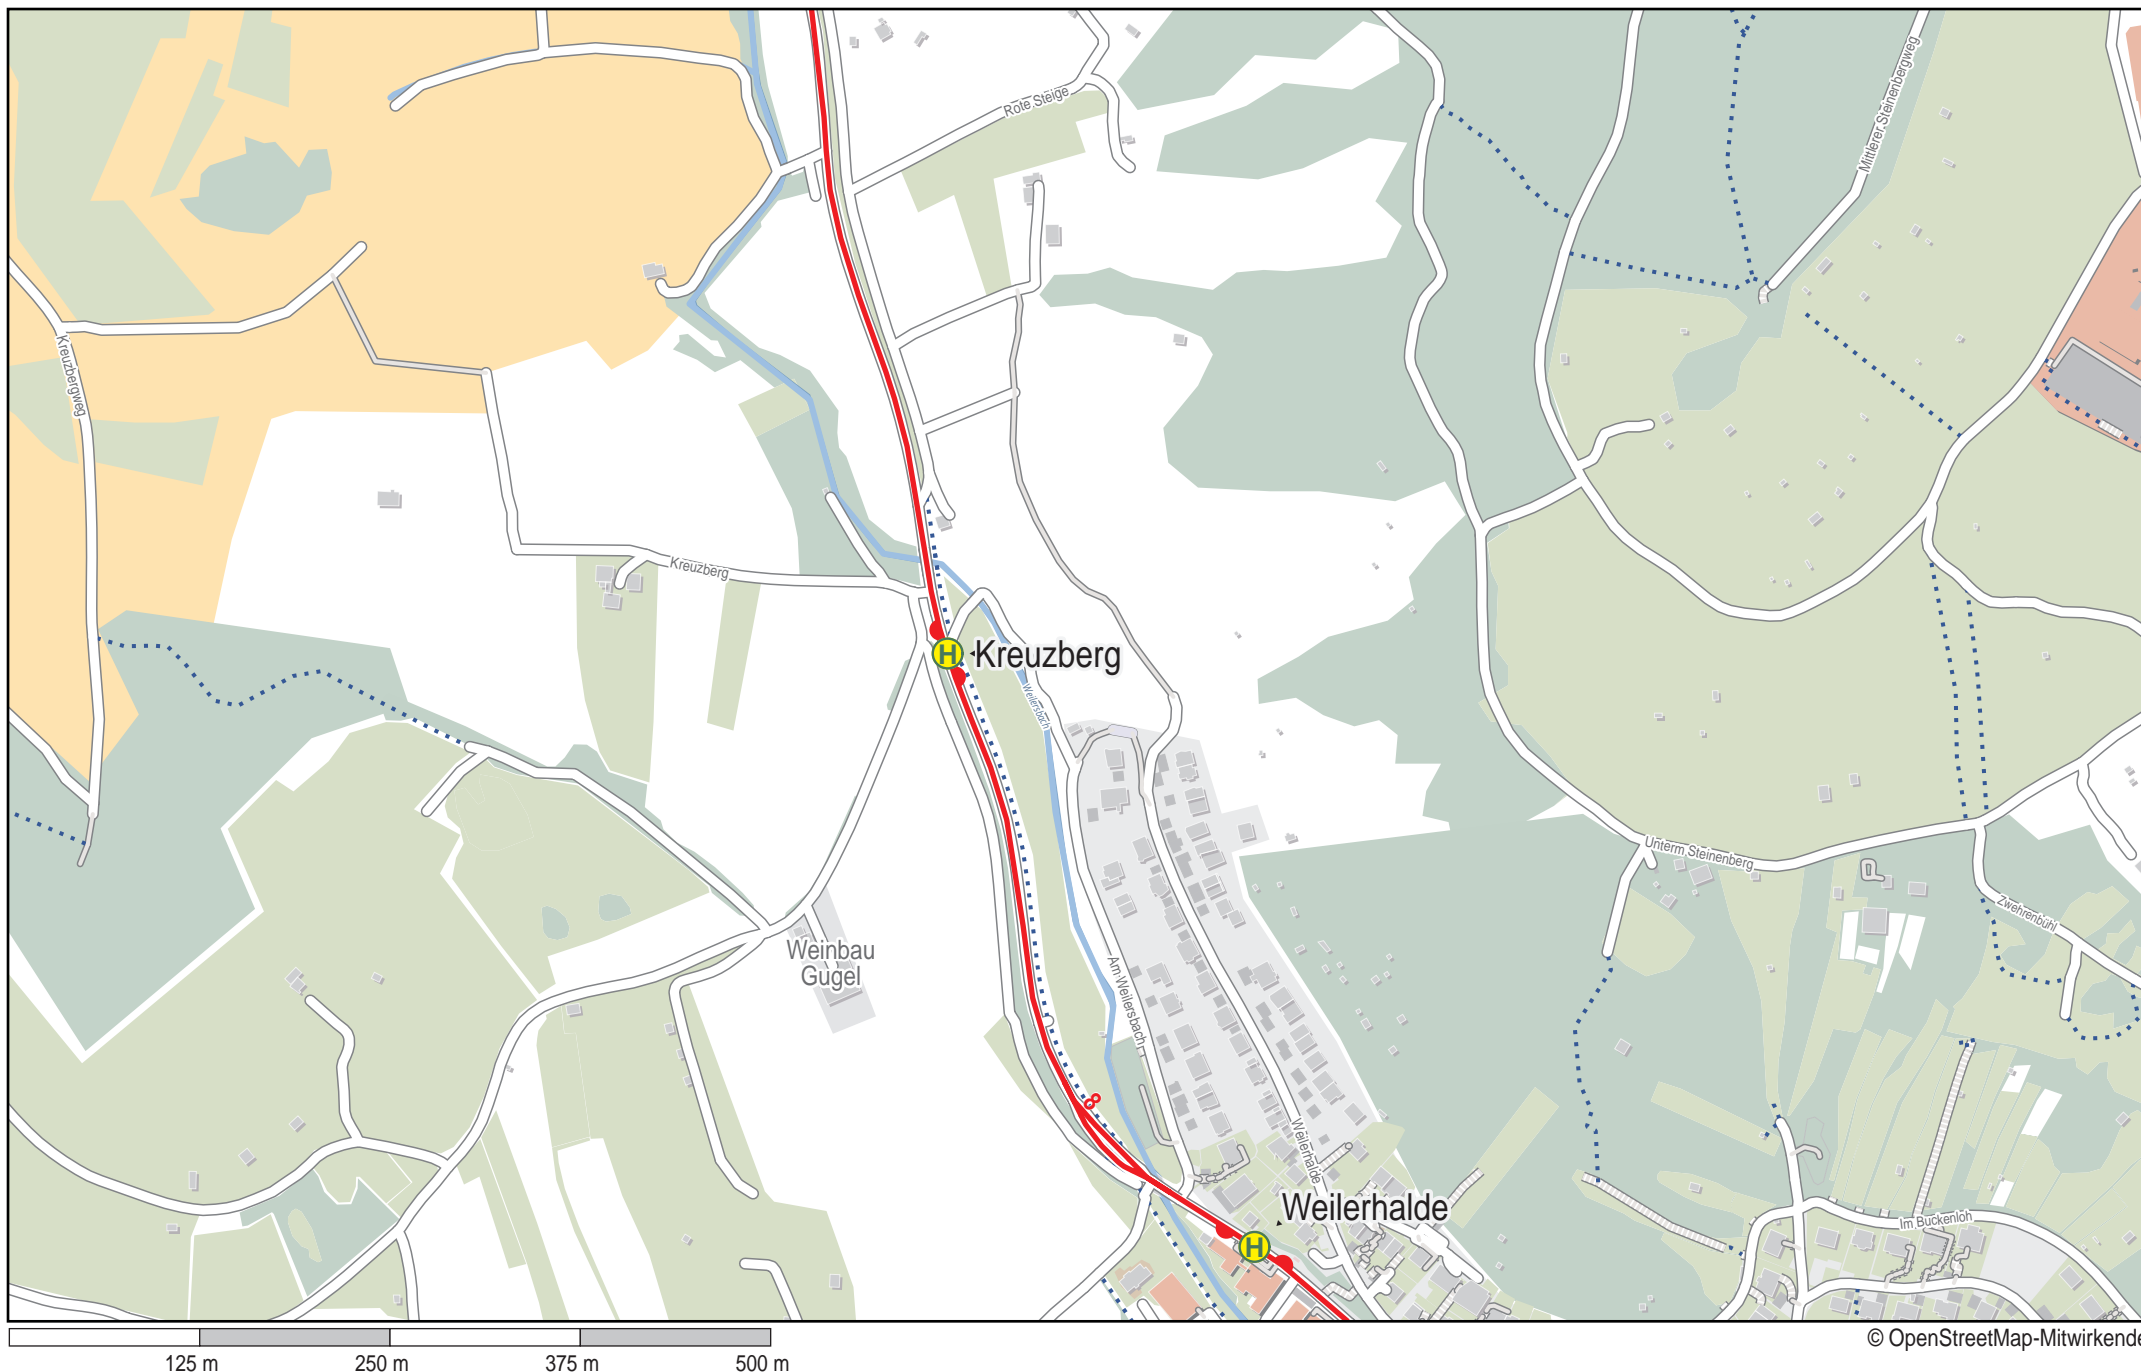 Rote Steige
Mittlerer Steinenbergweg
Kreuzbergweg
Kreuzberg
H
Kreuzberg
Weilersbach
Unterm Steinenberg
Zwehrenbühl
Weinbau
Gugel
Am Weilersbach
8
Weilerhalde
Weilerhalde
H
Im Buckenloh
125 m
250 m
375 m
500 m
© OpenStreetMap-Mitwirkende